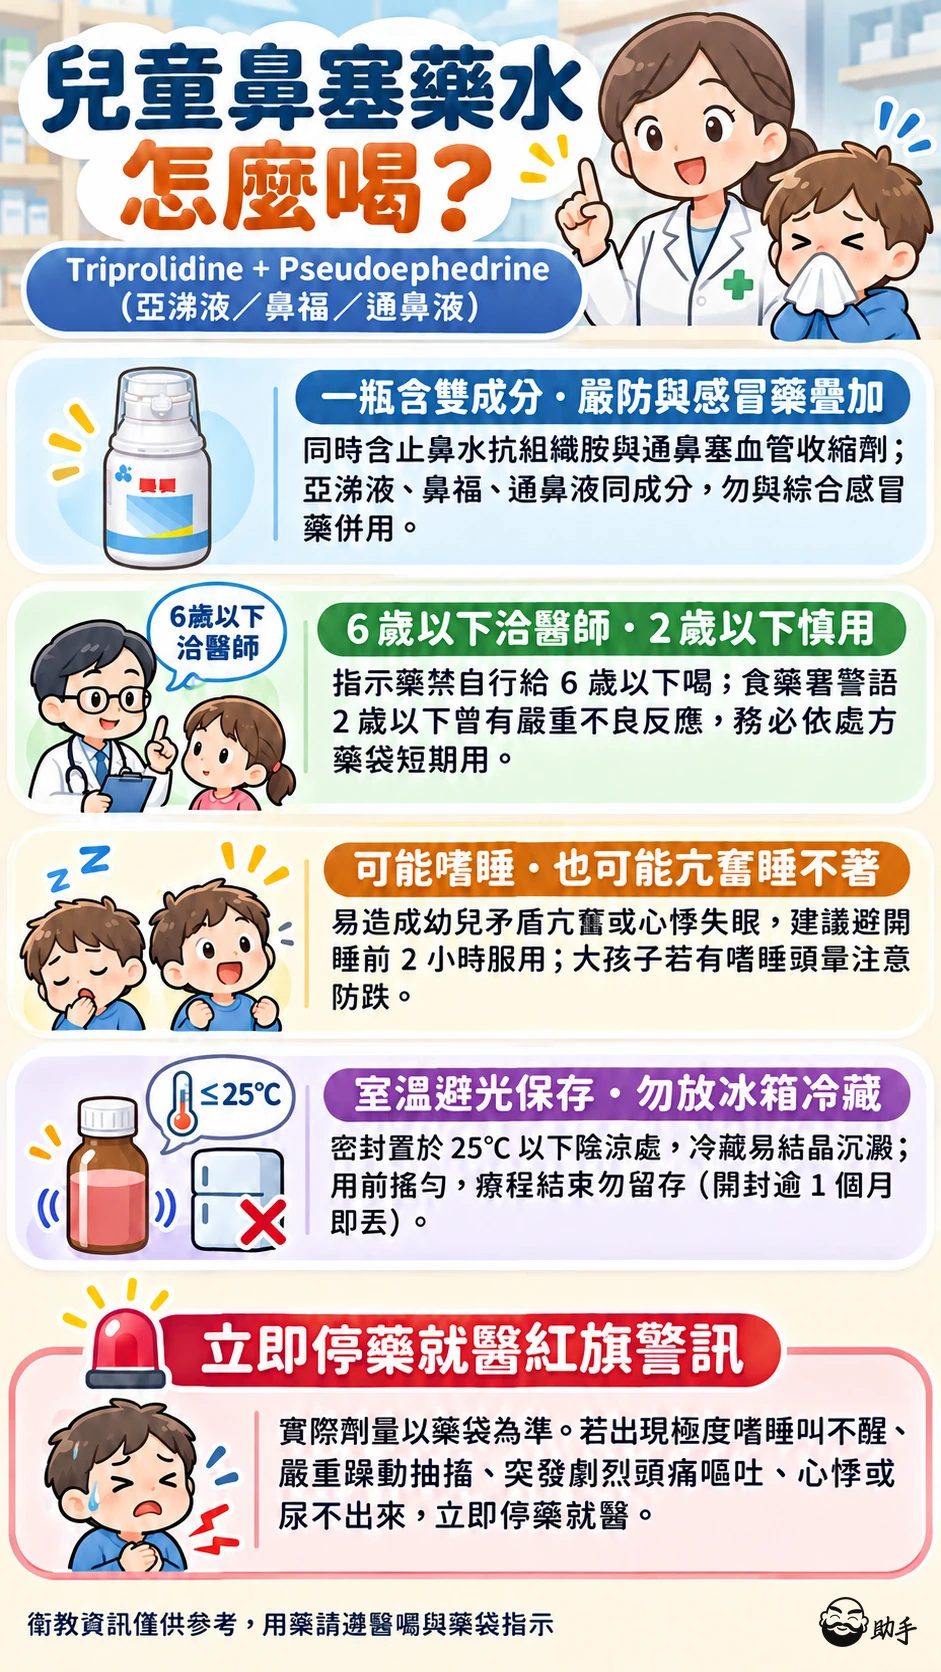 兒童鼻塞藥水
怎麼喝？
Triprolidine + Pseudoephedrine
（亞涕液／鼻福／通鼻液）
一瓶含雙成分・嚴防與感冒藥疊加
同時含止鼻水抗組織胺與通鼻塞血管收縮劑；
亞涕液、鼻福、通鼻液同成分，勿與綜合感冒
藥併用。
6歲以下
洽醫師
6 歲以下洽醫師・2 歲以下慎用
指示藥禁自行給 6 歲以下喝；食藥署警語
2 歲以下曾有嚴重不良反應，務必依處方
藥袋短期用。
可能嗜睡・也可能亢奮睡不著
易造成幼兒矛盾亢奮或心悸失眠，建議避開
睡前 2 小時服用；大孩子若有嗜睡頭暈注意
防跌。
≤25℃
室溫避光保存・勿放冰箱冷藏
密封置於 25℃ 以下陰涼處，冷藏易結晶沉澱；
用前搖勻，療程結束勿留存（開封逾 1 個月
即丟）。
立即停藥就醫紅旗警訊
實際劑量以藥袋為準。若出現極度嗜睡叫不醒、
嚴重躁動抽搐、突發劇烈頭痛嘔吐、心悸或
尿不出來，立即停藥就醫。
衛教資訊僅供參考，用藥請遵醫囑與藥袋指示
助手